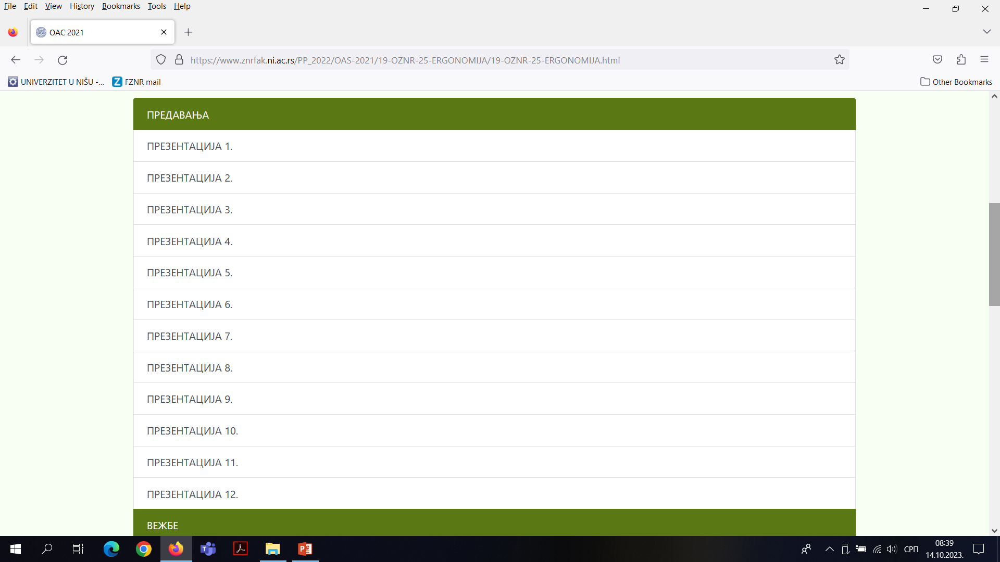 File Edit View History Bookmarks Tools Help
ОАС 2021
https://www.znrfak.ni.ac.rs/PP_2022/OAS-2021/19-OZNR-25-ERGONOMIJA/19-OZNR-25-ERGONOMIJA.html
UNIVERZITET U NIŠU -... FZNR mail Other Bookmarks
ПРЕДАВАЊА
ПРЕЗЕНТАЦИЈА 1.
ПРЕЗЕНТАЦИЈА 2.
ПРЕЗЕНТАЦИЈА 3.
ПРЕЗЕНТАЦИЈА 4.
ПРЕЗЕНТАЦИЈА 5.
ПРЕЗЕНТАЦИЈА 6.
ПРЕЗЕНТАЦИЈА 7.
ПРЕЗЕНТАЦИЈА 8.
ПРЕЗЕНТАЦИЈА 9.
ПРЕЗЕНТАЦИЈА 10.
ПРЕЗЕНТАЦИЈА 11.
ПРЕЗЕНТАЦИЈА 12.
ВЕЖБЕ
СРП
08:39
14.10.2023.